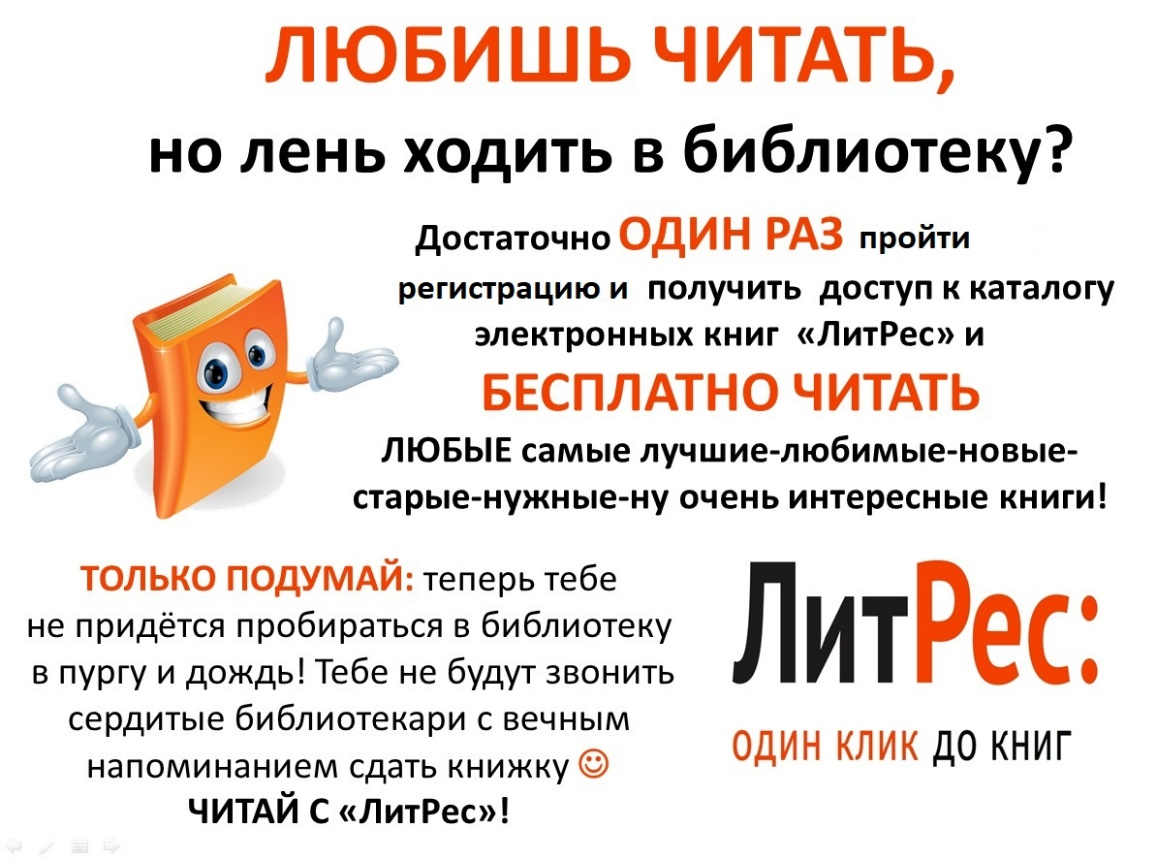 ЛЮБИШЬ ЧИТАТЬ,
но лень ходить в библиотеку?
Достаточно ОДИН РАЗ пройти
регистрацию и получить доступ к каталогу
электронных книг «ЛитРес» и
БЕСПЛАТНО ЧИТАТЬ
ЛЮБЫЕ самые лучшие-любимые-новые-
старые-нужные-ну очень интересные книги!
ТОЛЬКО ПОДУМАЙ: теперь тебе
не придётся пробираться в библиотеку
в пургу и дождь! Тебе не будут звонить
сердитые библиотекари с вечным
напоминанием сдать книжку ☺
ЧИТАЙ С «ЛитРес»!
ЛитРес:
ОДИН КЛИК ДО КНИГ